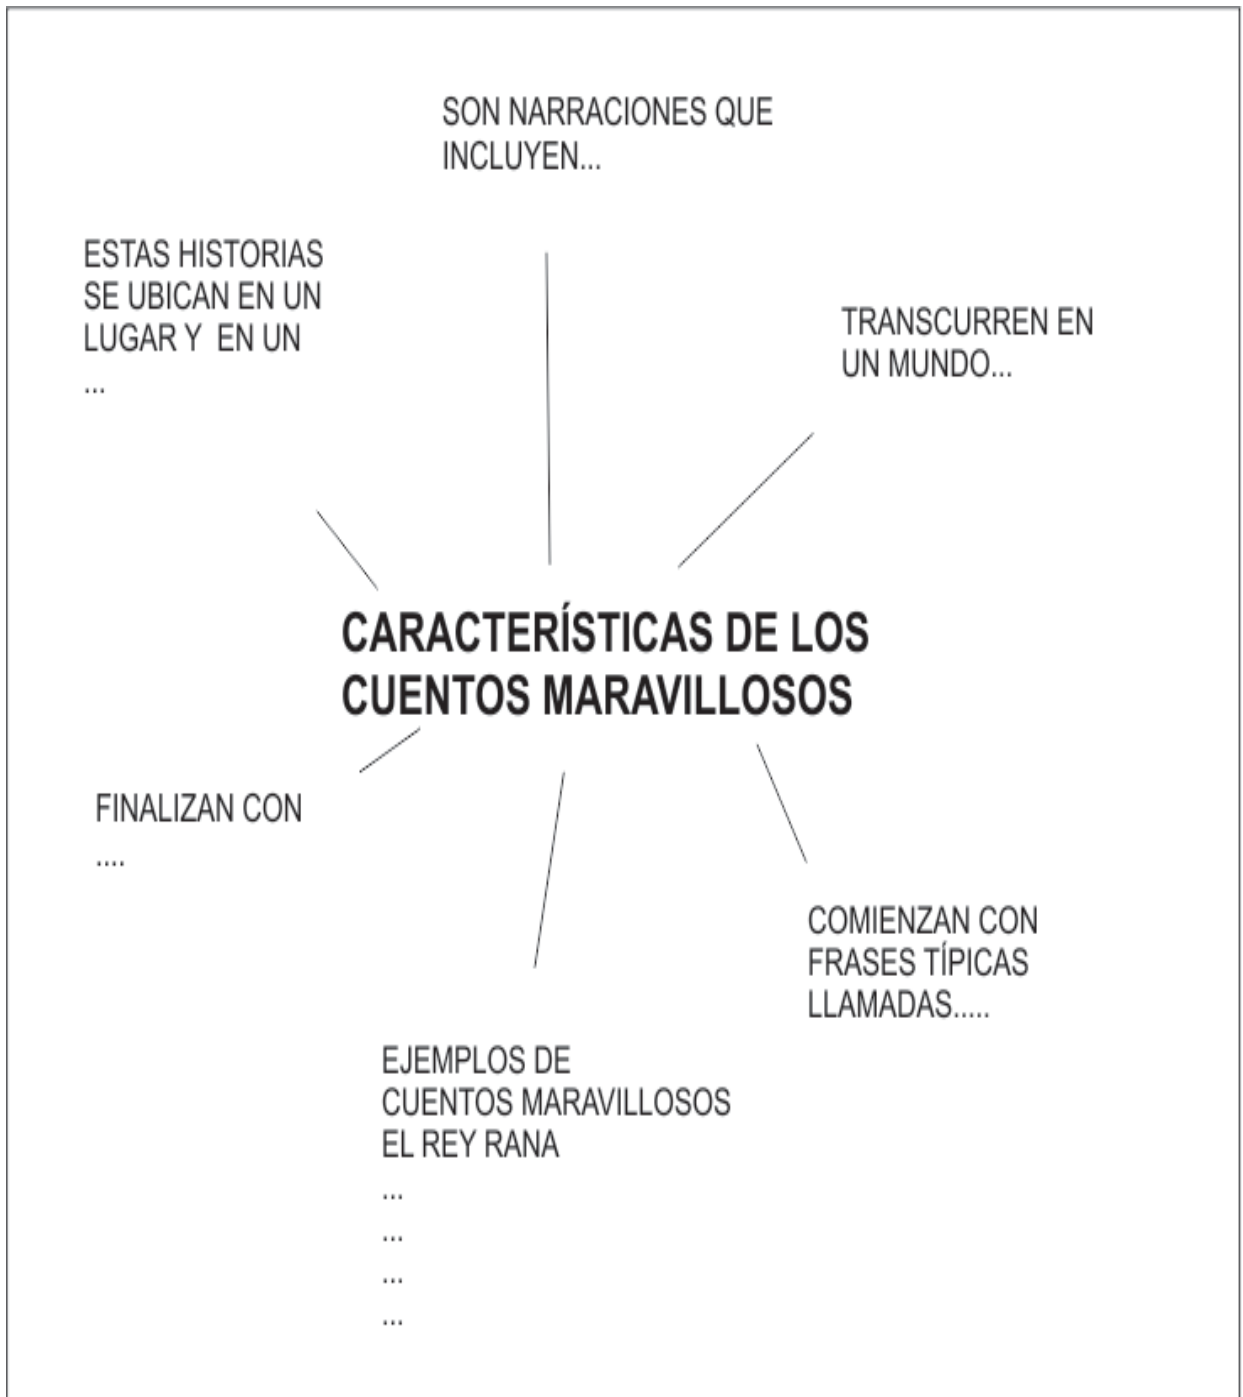 SON NARRACIONES QUE
INCLUYEN...
ESTAS HISTORIAS
SE UBICAN EN UN
LUGAR Y  EN UN
...
TRANSCURREN EN
UN MUNDO...
CARACTERÍSTICAS DE LOS
CUENTOS MARAVILLOSOS
FINALIZAN CON
....
COMIENZAN CON
FRASES TÍPICAS
LLAMADAS.....
EJEMPLOS DE
CUENTOS MARAVILLOSOS
EL REY RANA
...
...
...
...